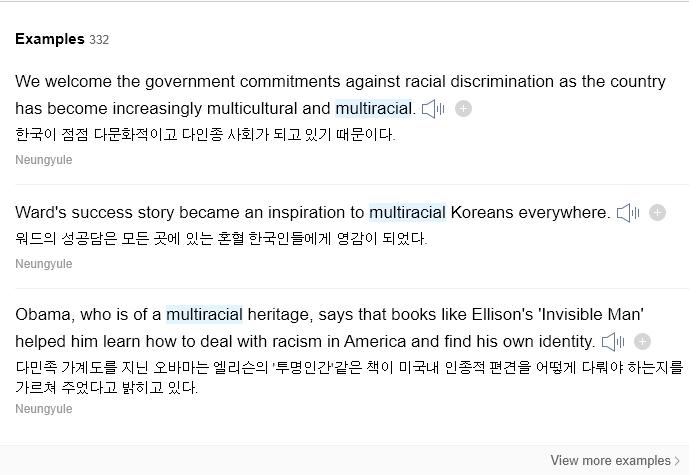 Examples 332
We welcome the government commitments against racial discrimination as the country
has become increasingly multicultural and multiracial.
한국이 점점 다문화적이고 다인종 사회가 되고 있기 때문이다.
Neungyule
Ward's success story became an inspiration to multiracial Koreans everywhere.
워드의 성공담은 모든 곳에 있는 혼혈 한국인들에게 영감이 되었다.
Neungyule
Obama, who is of a multiracial heritage, says that books like Ellison's 'Invisible Man'
helped him learn how to deal with racism in America and find his own identity.
다민족 가계도를 지닌 오바마는 엘리슨의 '투명인간'같은 책이 미국내 인종적 편견을 어떻게 다뤄야 하는지를
가르쳐 주었다고 밝히고 있다.
Neungyule
View more examples >